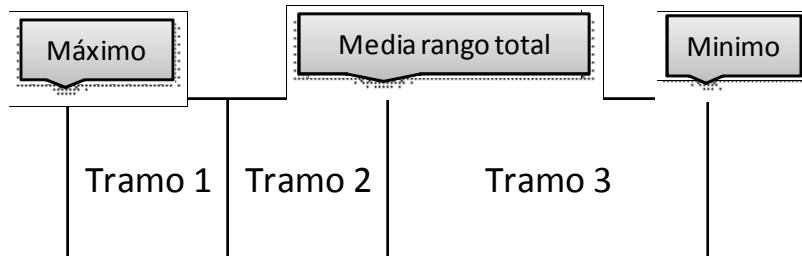 Máximo
Media rango total
Minimo
Tramo 1
Tramo 2
Tramo 3